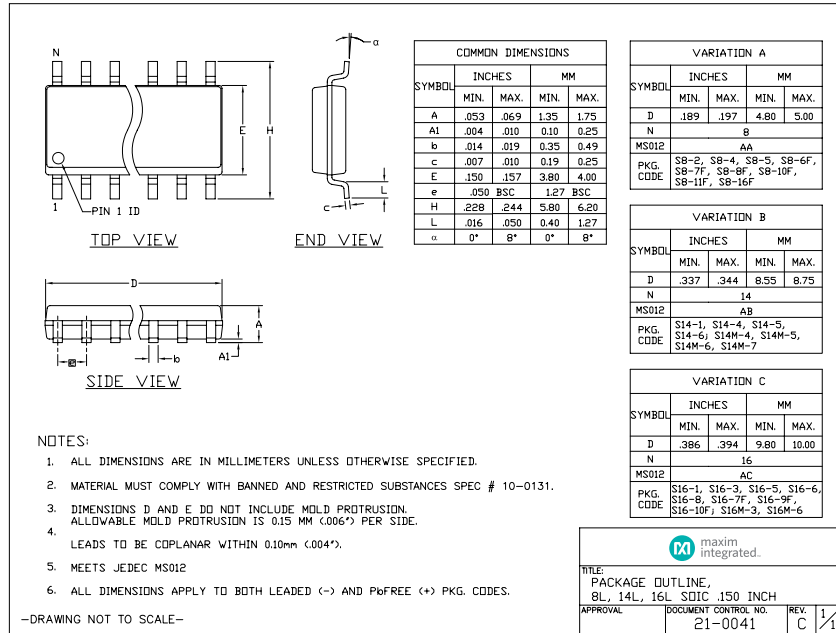 N
α
E
H
1
PIN 1 ID
c
L
TOP VIEW
END VIEW
D
A
A1
e
b
SIDE VIEW
COMMON DIMENSIONS
SYMBOL INCHES MM
MIN. MAX. MIN. MAX.
A .053 .069 1.35 1.75
A1 .004 .010 0.10 0.25
b .014 .019 0.35 0.49
c .007 .010 0.19 0.25
E .150 .157 3.80 4.00
e .050 BSC 1.27 BSC
H .228 .244 5.80 6.20
L .016 .050 0.40 1.27
α 0° 8° 0° 8°
VARIATION A
SYMBOL INCHES MM
MIN. MAX. MIN. MAX.
D .189 .197 4.80 5.00
N 8
MS012 AA
PKG. CODE S8-2, S8-4, S8-5, S8-6F,
S8-7F, S8-8F, S8-10F,
S8-11F, S8-16F
VARIATION B
SYMBOL INCHES MM
MIN. MAX. MIN. MAX.
D .337 .344 8.55 8.75
N 14
MS012 AB
PKG. CODE S14-1, S14-4, S14-5,
S14-6; S14M-4, S14M-5,
S14M-6, S14M-7
VARIATION C
SYMBOL INCHES MM
MIN. MAX. MIN. MAX.
D .386 .394 9.80 10.00
N 16
MS012 AC
PKG. CODE S16-1, S16-3, S16-5, S16-6,
S16-8, S16-7F, S16-9F,
S16-10F; S16M-3, S16M-6
NOTES:
1. ALL DIMENSIONS ARE IN MILLIMETERS UNLESS OTHERWISE SPECIFIED.
2. MATERIAL MUST COMPLY WITH BANNED AND RESTRICTED SUBSTANCES SPEC # 10-0131.
3. DIMENSIONS D AND E DO NOT INCLUDE MOLD PROTRUSION.
ALLOWABLE MOLD PROTRUSION IS 0.15 MM (.006") PER SIDE.
4.
LEADS TO BE COPLANAR WITHIN 0.10mm (.004").
5. MEETS JEDEC MS012
6. ALL DIMENSIONS APPLY TO BOTH LEADED (-) AND PbFREE (+) PKG. CODES.
-DRAWING NOT TO SCALE-
maxim
integrated™
TITLE:
PACKAGE OUTLINE,
8L, 14L, 16L SOIC .150 INCH
APPROVAL DOCUMENT CONTROL NO. REV.
21-0041 C 1/1